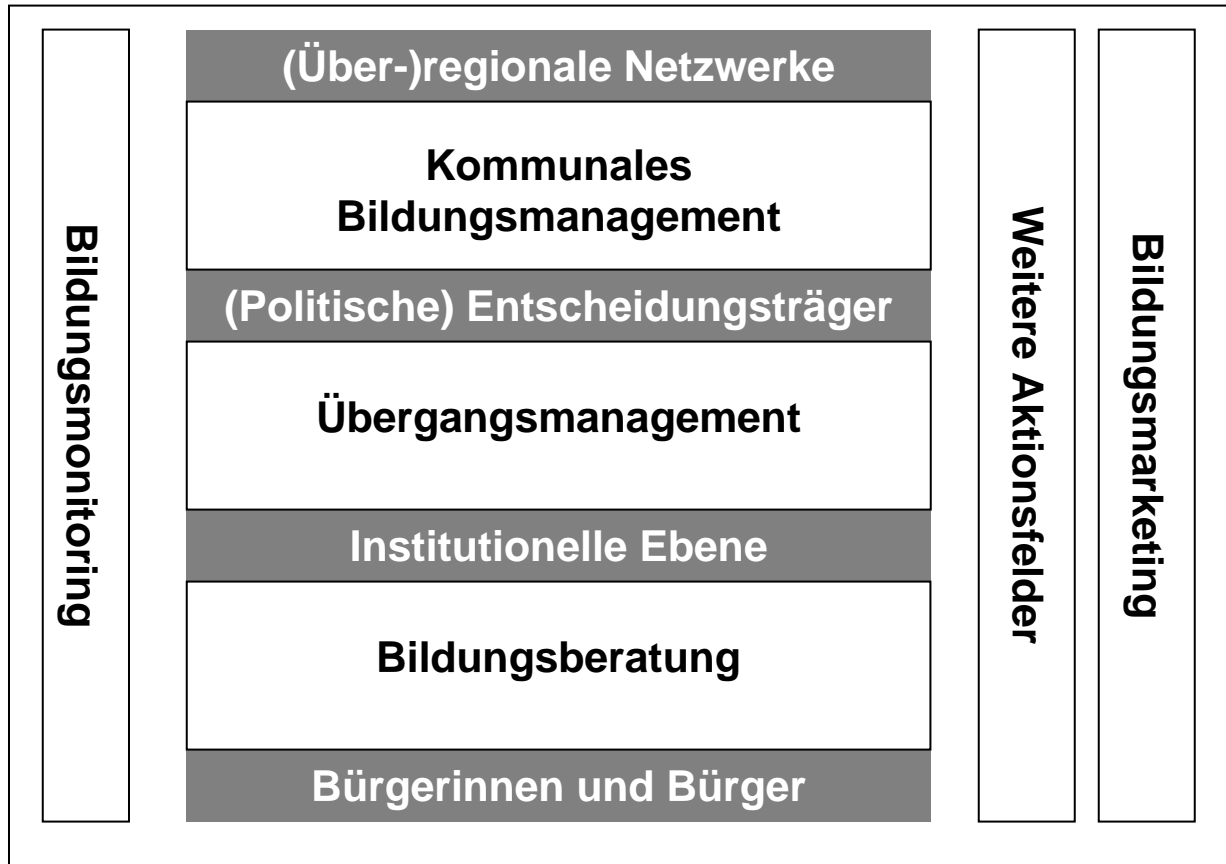 Bildungsmonitoring
(Über-)regionale Netzwerke
Kommunales
Bildungsmanagement
(Politische) Entscheidungsträger
Übergangsmanagement
Institutionelle Ebene
Bildungsberatung
Bürgerinnen und Bürger
Weitere Aktionsfelder
Bildungsmarketing